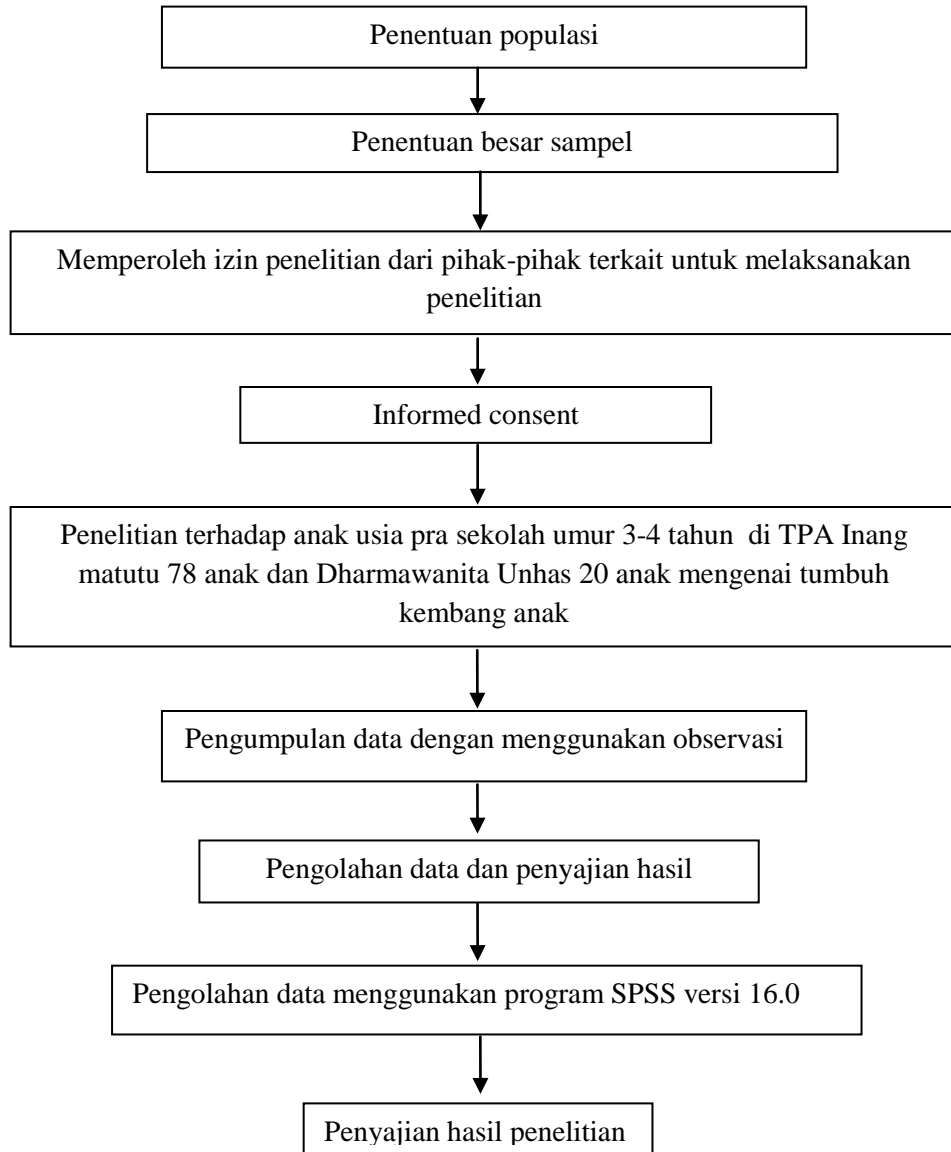 Penentuan populasi
Penentuan besar sampel
Memperoleh izin penelitian dari pihak-pihak terkait untuk melaksanakan
penelitian
Informed consent
Penelitian terhadap anak usia pra sekolah umur 3-4 tahun di TPA Inang
matutu 78 anak dan Dharmawanita Unhas 20 anak mengenai tumbuh
kembang anak
Pengumpulan data dengan menggunakan observasi
Pengolahan data dan penyajian hasil
Pengolahan data menggunakan program SPSS versi 16.0
Penyajian hasil penelitian